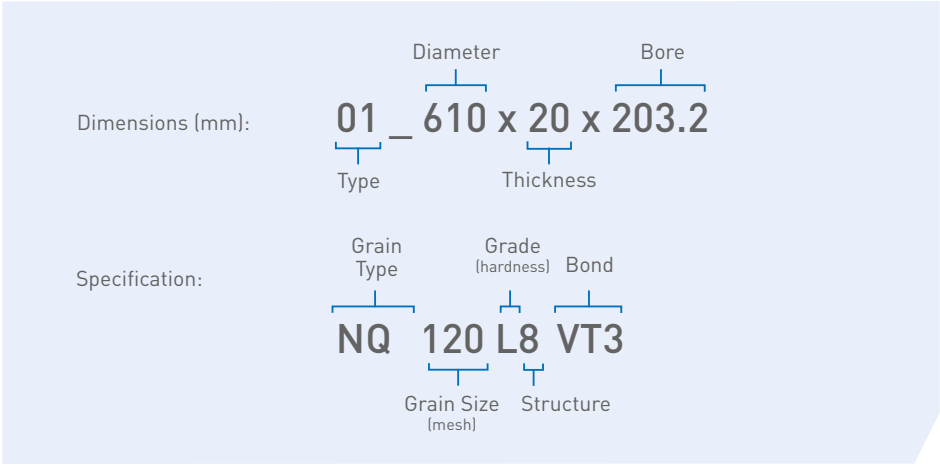 Diameter Bore
Dimensions (mm): 01 _ 610 x 20 x 203.2
Type Thickness
Grain Type Grade (hardness) Bond
Specification:
NQ 120 L8 VT3
Grain Size (mesh) Structure